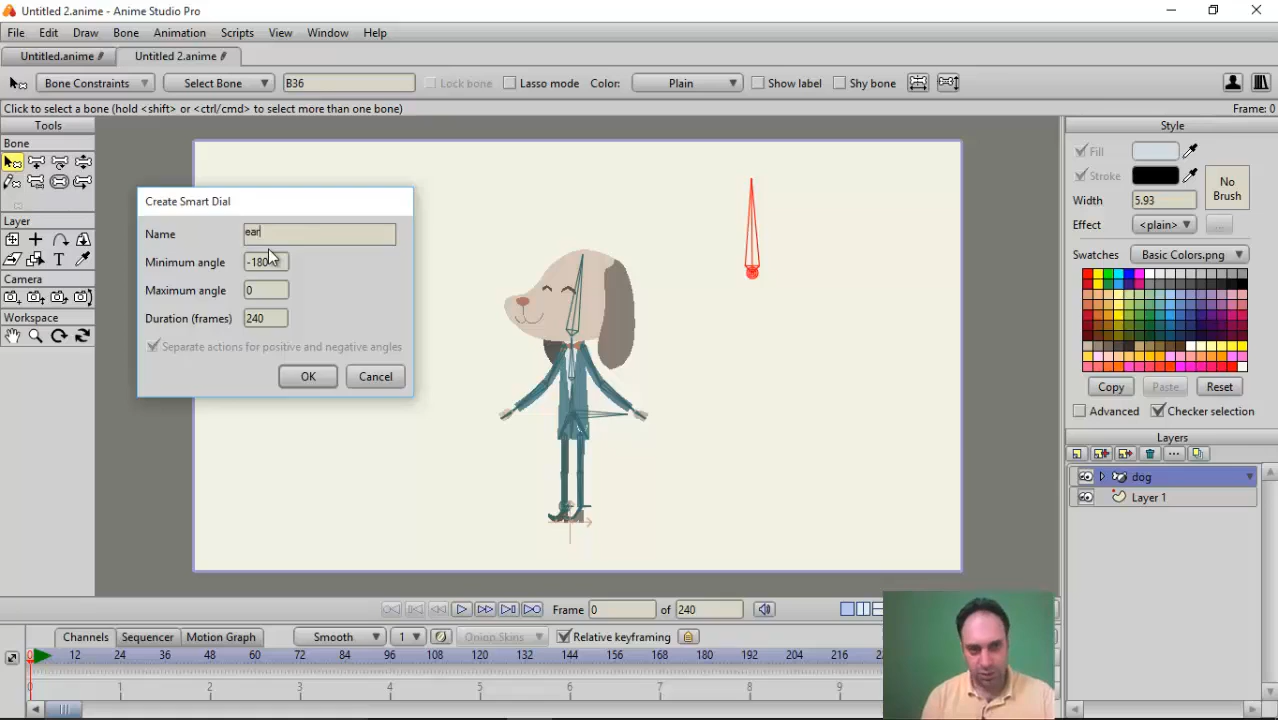 Untitled 2.anime - Anime Studio Pro
File Edit Draw Bone Animation Scripts View Window Help
Untitled.anime Untitled 2.anime
Bone Constraints Select Bone B36 Lock bone Lasso mode Color: Plain Show label Shy bone
Click to select a bone (hold <shift> or <ctrl/cmd> to select more than one bone)
Frame: 0
Tools
Bone
Layer
Camera
Workspace
Create Smart Dial
Name ear
Minimum angle -180
Maximum angle 0
Duration (frames) 240
Separate actions for positive and negative angles
OK Cancel
Style
Fill
Stroke
No Brush
Width 5.93
Effect <plain> ...
Swatches Basic Colors.png
Copy Paste Reset
Advanced Checker selection
Layers
dog
Layer 1
Frame 0 of 240
Channels Sequencer Motion Graph Smooth 1 Onion Skins Relative keyframing
0 12 24 36 48 60 72 84 96 108 120 132 144 156 168 180 192 204 216
0 1 2 3 4 5 6 7 8 9